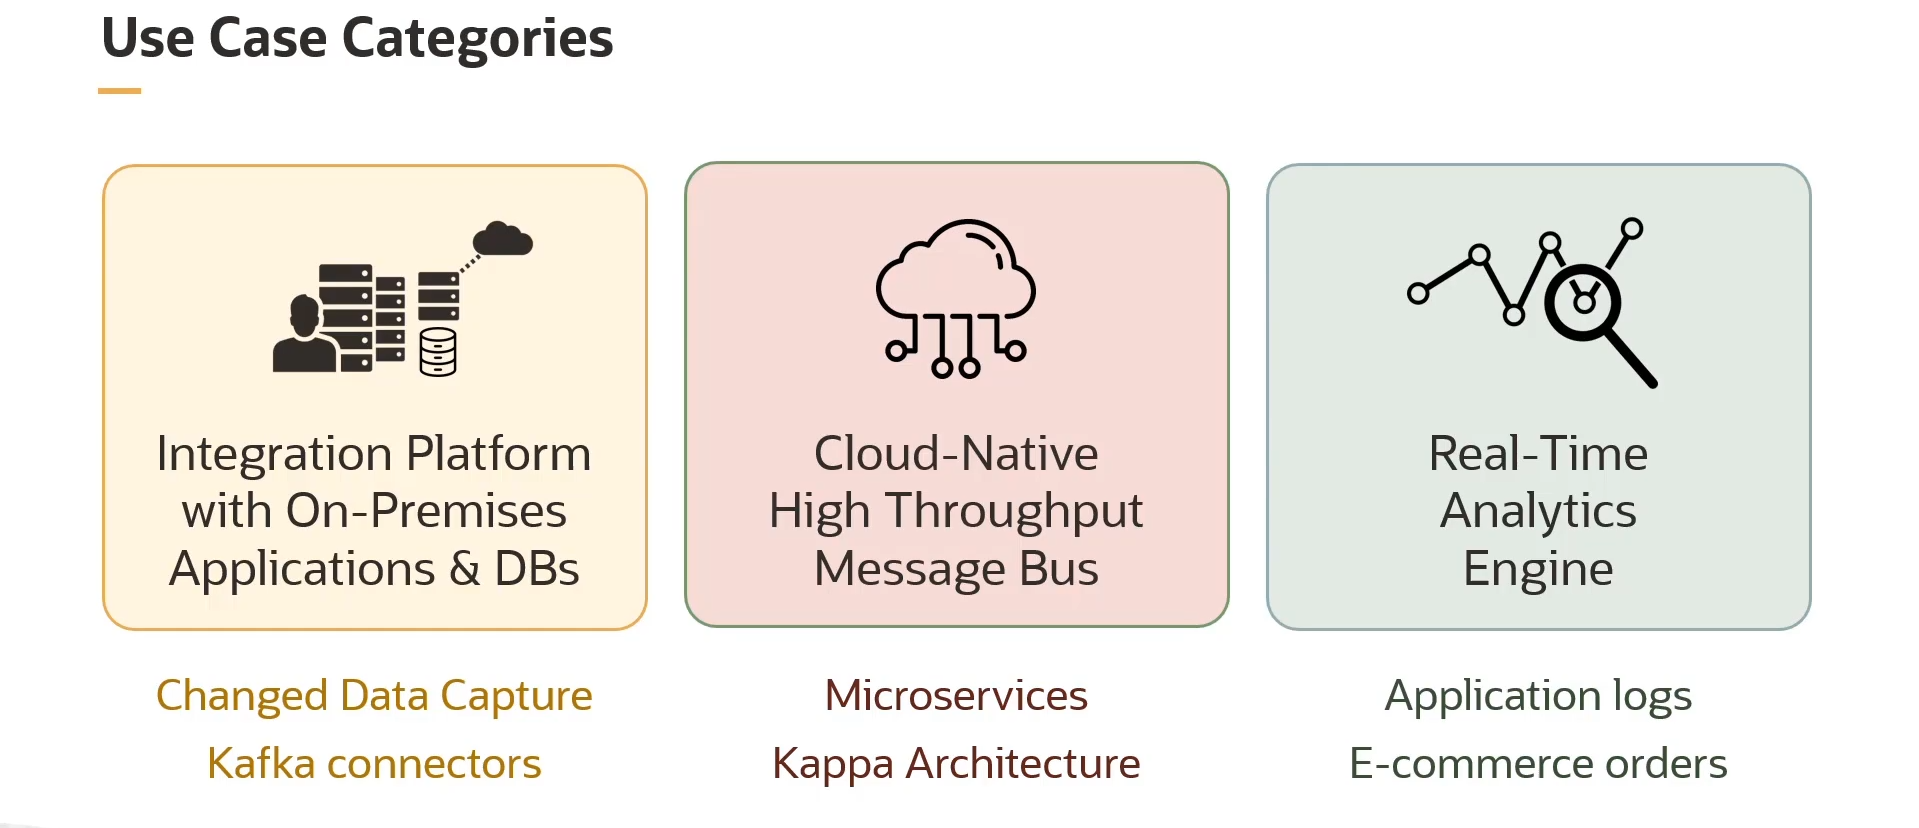 Use Case Categories
Integration Platform
with On-Premises
Applications & DBs
Changed Data Capture
Kafka connectors
Cloud-Native
High Throughput
Message Bus
Microservices
Kappa Architecture
Real-Time
Analytics
Engine
Application logs
E-commerce orders